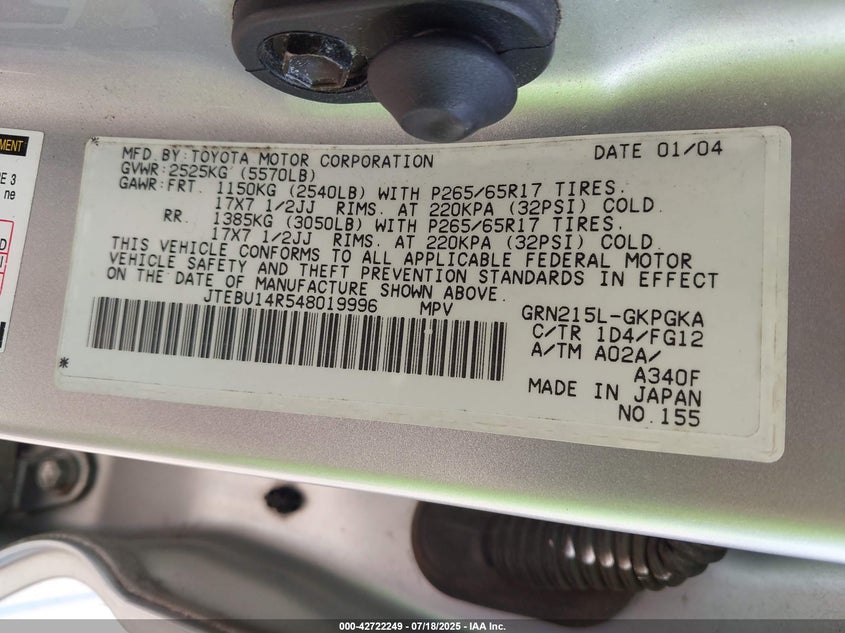 MENT
E 3
ne
D
MFD.BY:TOYOTA MOTOR CORPORATION DATE 01/04
GVWR:2525KG (5570LB)
GAWR:FRT. 1150KG (2540LB) WITH P265/65R17 TIRES.
17X7 1/2JJ RIMS. AT 220KPA (32PSI) COLD.
RR. 1385KG (3050LB) WITH P265/65R17 TIRES.
17X7 1/2JJ RIMS. AT 220KPA (32PSI) COLD.
THIS VEHICLE CONFORMS TO ALL APPLICABLE FEDERAL MOTOR
VEHICLE SAFETY AND THEFT PREVENTION STANDARDS IN EFFECT
ON THE DATE OF MANUFACTURE SHOWN ABOVE.
JTEBU14R548019996 MPV GRN215L-GKPGKA
C/TR 1D4/FG12
A/TM A02A/
A340F
MADE IN JAPAN
NO.155
000-42722249 | 07/18/2025 | IAA Inc.